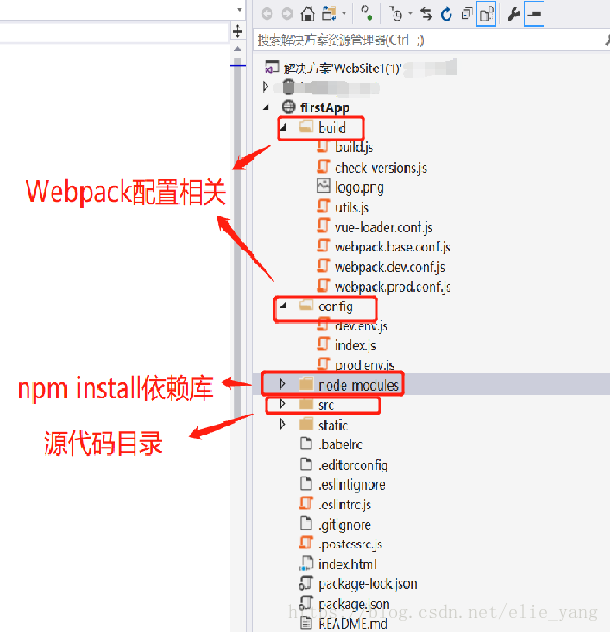 搜索解决方案资源管理器(Ctrl+;)
解决方案'WebSite1(1)'
firstApp
build
build.js
check-versions.js
logo.png
utils.js
vue-loader.conf.js
webpack.base.conf.js
webpack.dev.conf.js
webpack.prod.conf.js
config
dev.env.js
index.js
prod.env.js
node_modules
src
static
.babelrc
.editorconfig
.eslintignore
.eslintrc.js
.gitignore
.postcssrc.js
index.html
package-lock.json
package.json
README.md
Webpack配置相关
npm install依赖库
源代码目录
https://blog.csdn.net/elie_yang